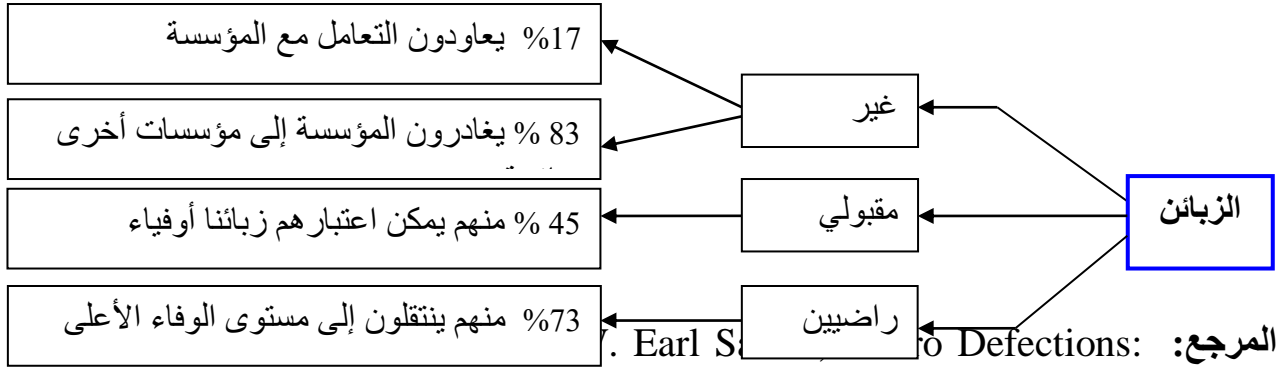 الزبائن
غير
%17 يعاودون التعامل مع المؤسسة
83 % يغادرون المؤسسة إلى مؤسسات أخرى
مقبولي
45 % منهم يمكن اعتبارهم زبائنا أوفياء
راضيين
%73 منهم ينتقلون إلى مستوى الوفاء الأعلى
المرجع: . Earl Defections: